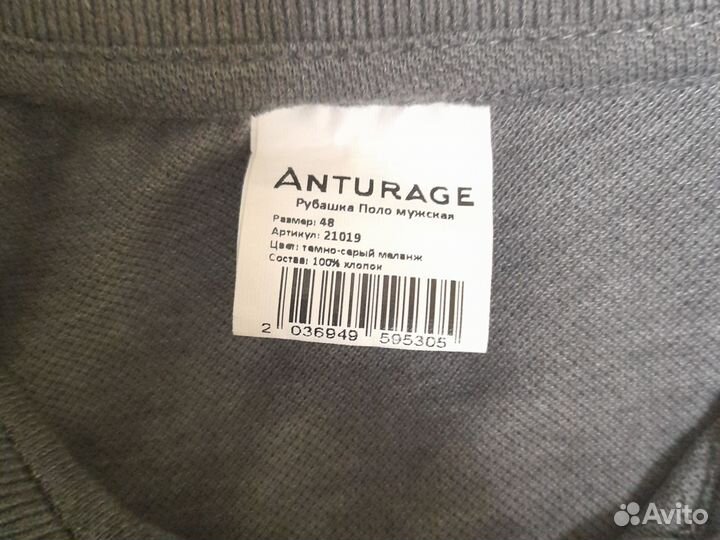 ANTURAGE
Рубашка Поло мужская
Размер: 48
Артикул: 21019
Цвет: темно-серый меланж
Состав: 100% хлопок
2 036949 595305
Avito